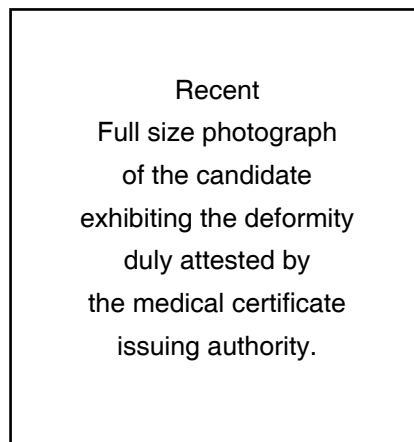 Recent
Full size photograph
of the candidate
exhibiting the deformity
duly attested by
the medical certificate
issuing authority.